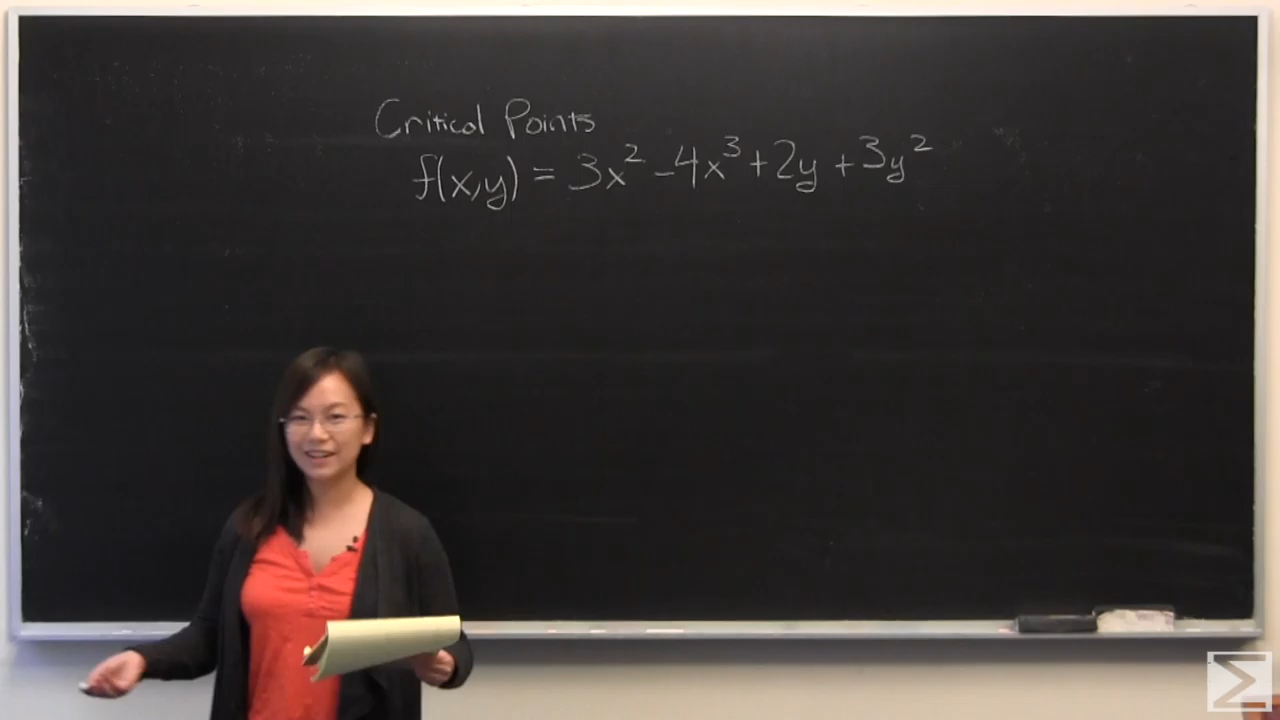 Critical Points
f(x,y) = 3x² - 4x³ + 2y + 3y²
Σ